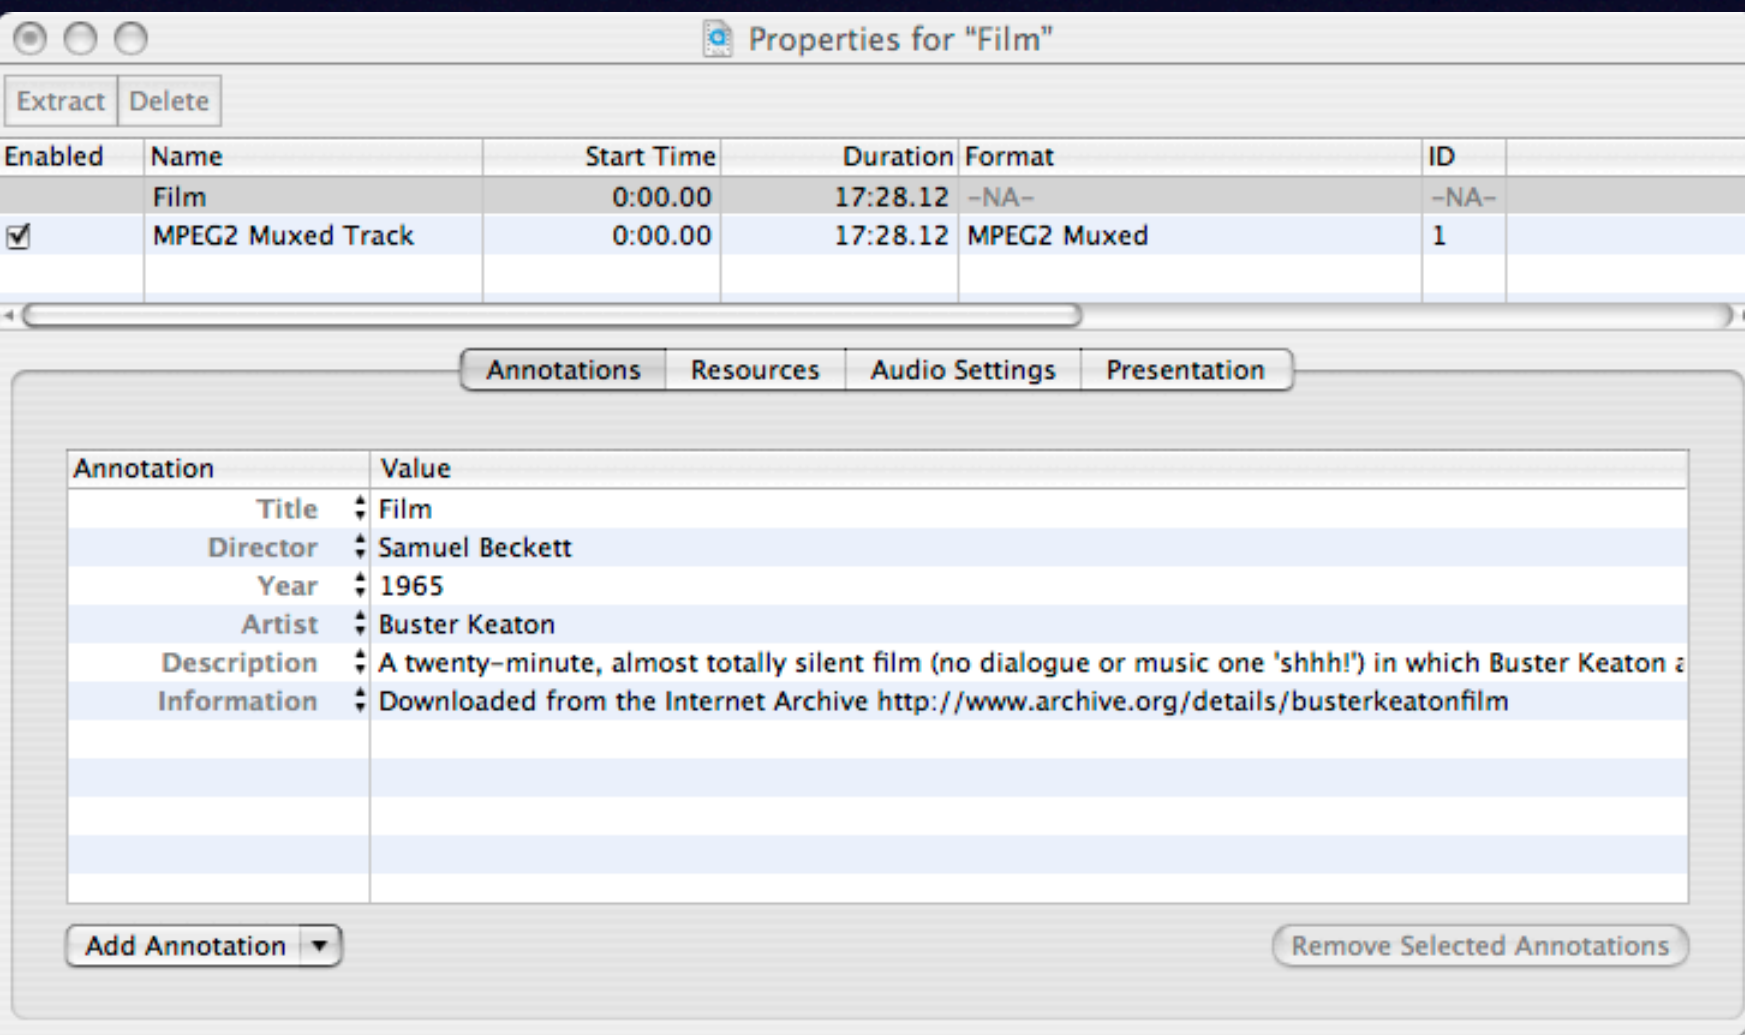 Properties for "Film"
Extract Delete
Enabled Name Start Time Duration Format ID
Film 0:00.00 17:28.12 -NA- -NA-
MPEG2 Muxed Track 0:00.00 17:28.12 MPEG2 Muxed 1
Annotations Resources Audio Settings Presentation
Annotation Value
Title Film
Director Samuel Beckett
Year 1965
Artist Buster Keaton
Description A twenty-minute, almost totally silent film (no dialogue or music one 'shhh!') in which Buster Keaton a
Information Downloaded from the Internet Archive http://www.archive.org/details/busterkeatonfilm
Add Annotation Remove Selected Annotations